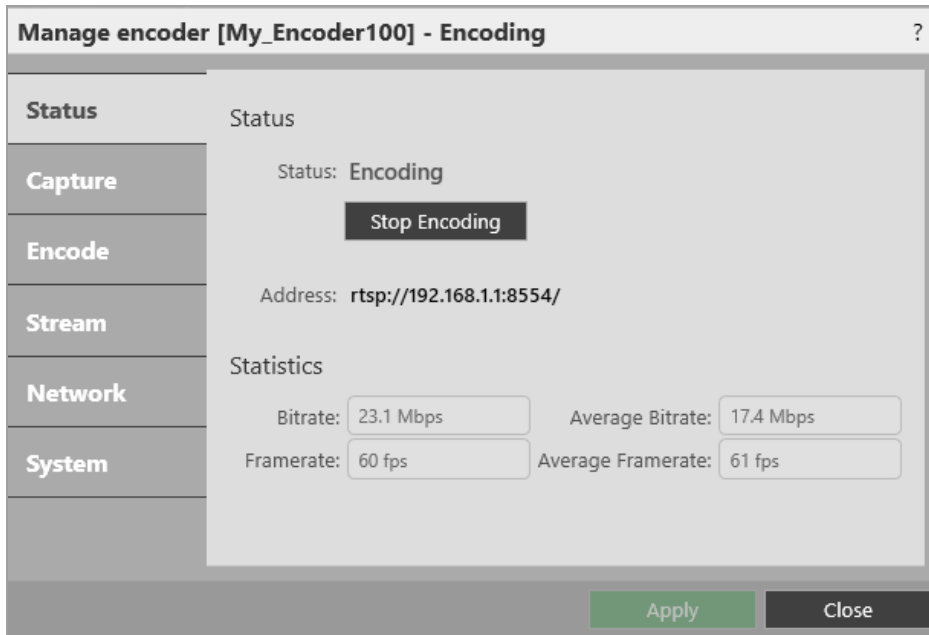 Manage encoder [My_Encoder100] - Encoding ?
Status
Capture
Encode
Stream
Network
System
Status
Status: Encoding
Stop Encoding
Address: rtsp://192.168.1.1:8554/
Statistics
Bitrate: 23.1 Mbps Average Bitrate: 17.4 Mbps
Framerate: 60 fps Average Framerate: 61 fps
Apply Close